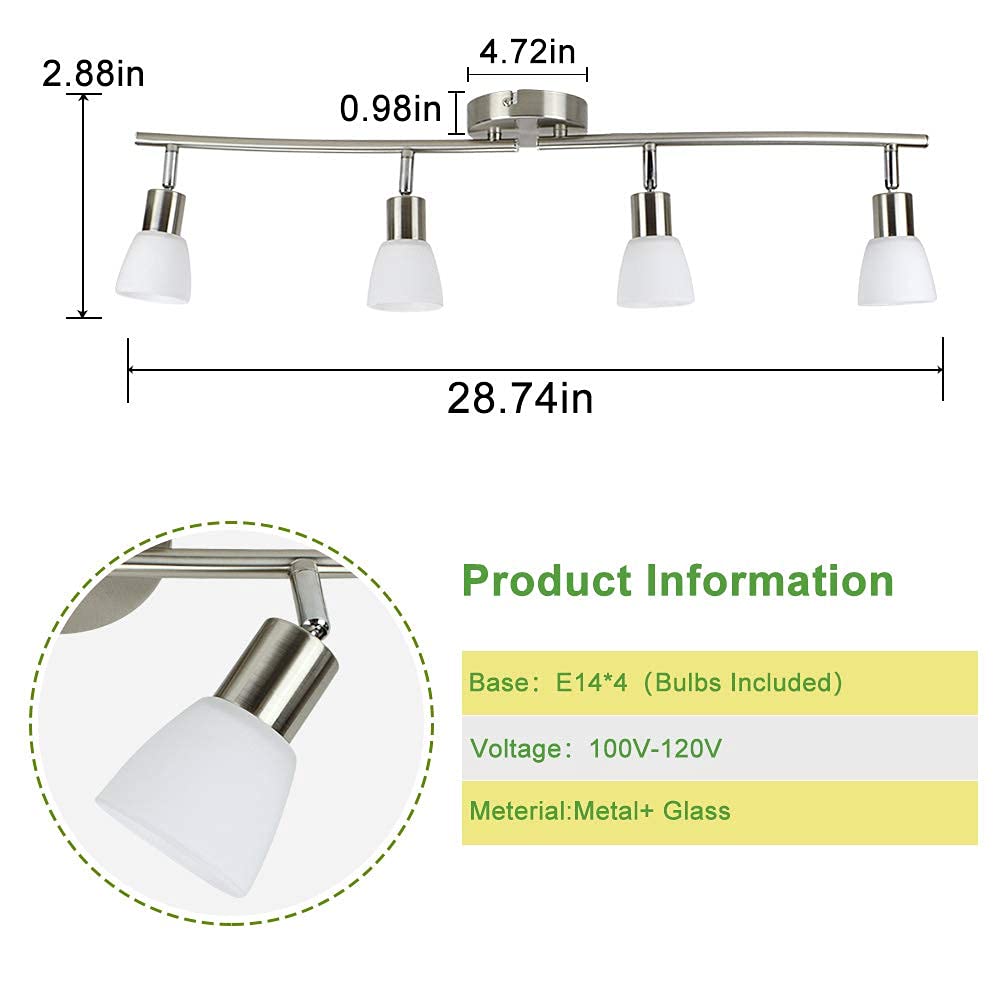 4.72in
2.88in
0.98in
28.74in
Product Information
Base： E14*4（Bulbs Included）
Voltage： 100V-120V
Meterial:Metal+ Glass